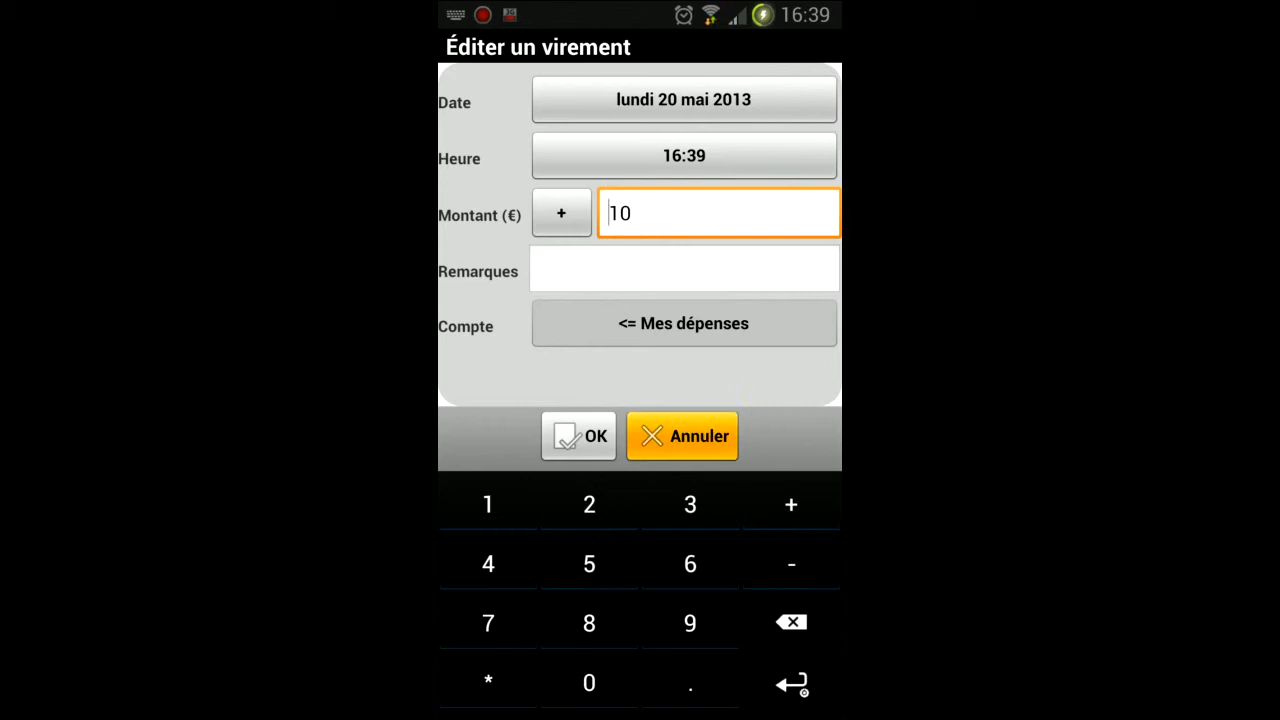 16:39
Éditer un virement
Date lundi 20 mai 2013
Heure 16:39
Montant (€) + 10
Remarques
Compte <= Mes dépenses
OK Annuler
1 2 3 +
4 5 6 -
7 8 9
* 0 .